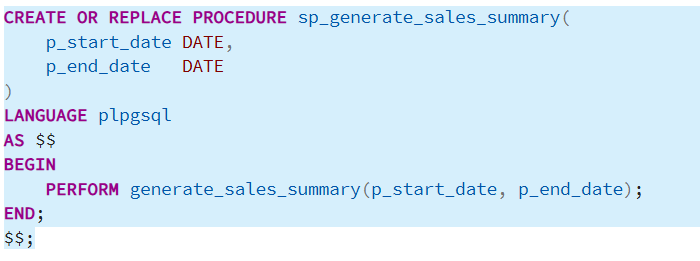 CREATE OR REPLACE PROCEDURE sp_generate_sales_summary(
    p_start_date DATE,
    p_end_date   DATE
)
LANGUAGE plpgsql
AS $$
BEGIN
    PERFORM generate_sales_summary(p_start_date, p_end_date);
END;
$$;